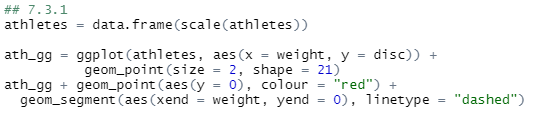 ## 7.3.1
athletes = data.frame(scale(athletes))
ath_gg = ggplot(athletes, aes(x = weight, y = disc)) +
geom_point(size = 2, shape = 21)
ath_gg + geom_point(aes(y = 0), colour = "red") +
geom_segment(aes(xend = weight, yend = 0), linetype = "dashed")